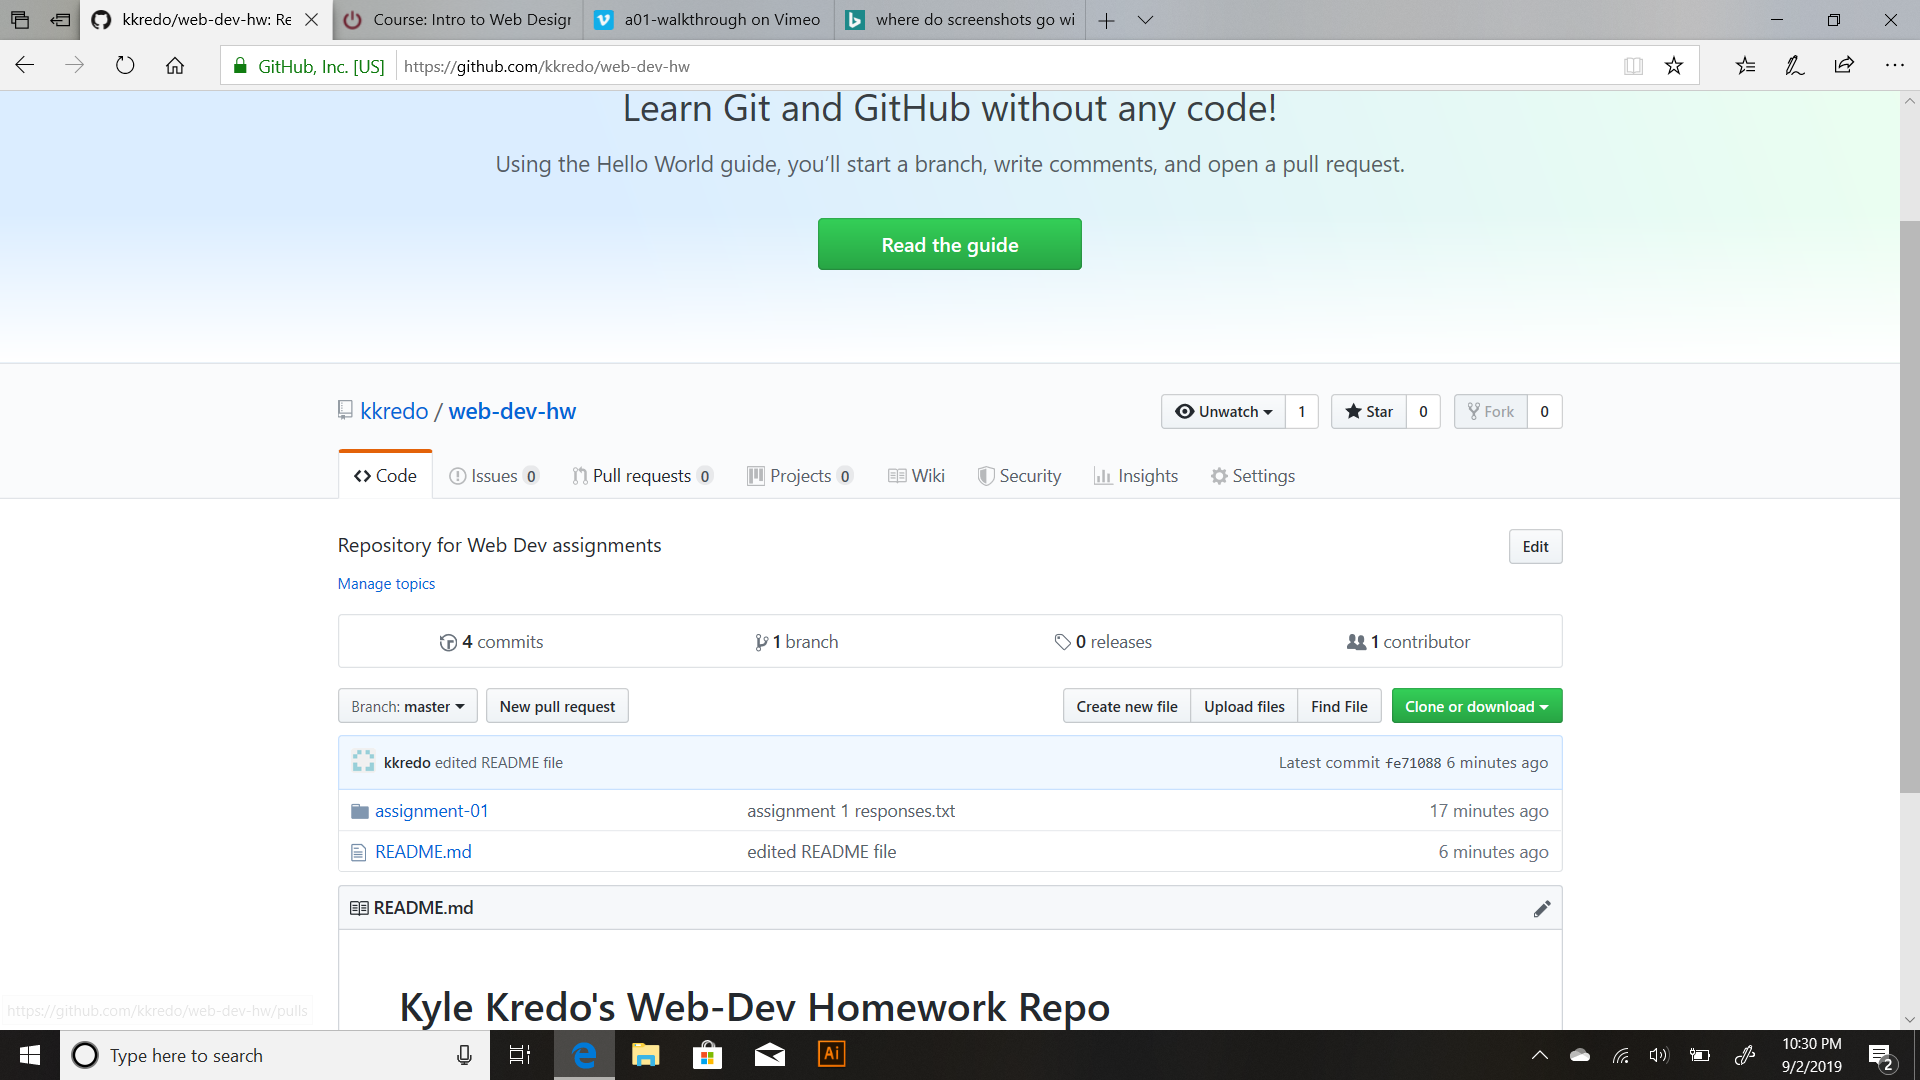 kkredo/web-dev-hw: Re
Course: Intro to Web Design
a01-walkthrough on Vimeo
where do screenshots go wi
GitHub, Inc. [US]
https://github.com/kkredo/web-dev-hw
Learn Git and GitHub without any code!
Using the Hello World guide, you’ll start a branch, write comments, and open a pull request.
Read the guide
kkredo / web-dev-hw
Unwatch 1
Star 0
Fork 0
Code
Issues 0
Pull requests 0
Projects 0
Wiki
Security
Insights
Settings
Repository for Web Dev assignments
Edit
Manage topics
4 commits
1 branch
0 releases
1 contributor
Branch: master
New pull request
Create new file
Upload files
Find File
Clone or download
kkredo edited README file
Latest commit fe71088 6 minutes ago
assignment-01
assignment 1 responses.txt
17 minutes ago
README.md
edited README file
6 minutes ago
README.md
Kyle Kredo's Web-Dev Homework Repo
https://github.com/kkredo/web-dev-hw/pulls
Type here to search
Ai
10:30 PM
9/2/2019
2